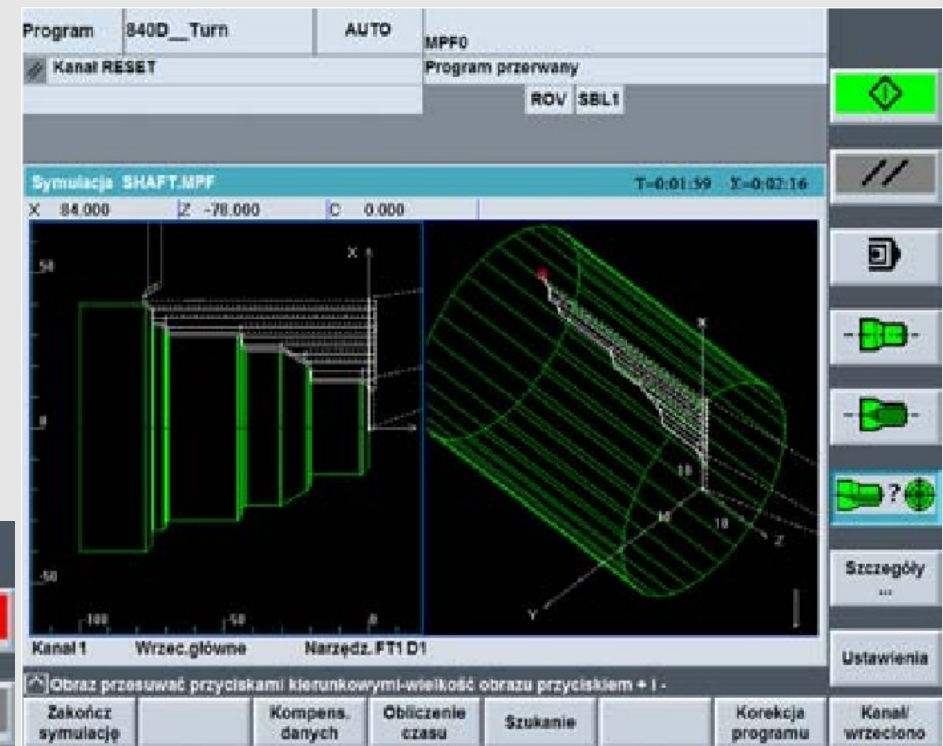 Program 840D__Turn AUTO MPF0
Kanał RESET Program przerwany
ROV SBL1
Symulacja SHAFT.MPF T=0:01:59 Σ=0:02:16
X 84.000 Z -78.000 C 0.000
50
0
-50
-100 -50 0
X
X
10
10
10
Z
Y
Kanał 1 Wrzec.główne Narzędz. FT1 D1
Obraz przesuwać przyciskami kierunkowymi-wielkość obrazu przyciskiem + i -
Zakończ symulację
Kompens. danych
Obliczenie czasu
Szukanie
Korekcja programu
Kanał/ wrzeciono
?
Szczegóły ...
Ustawienia